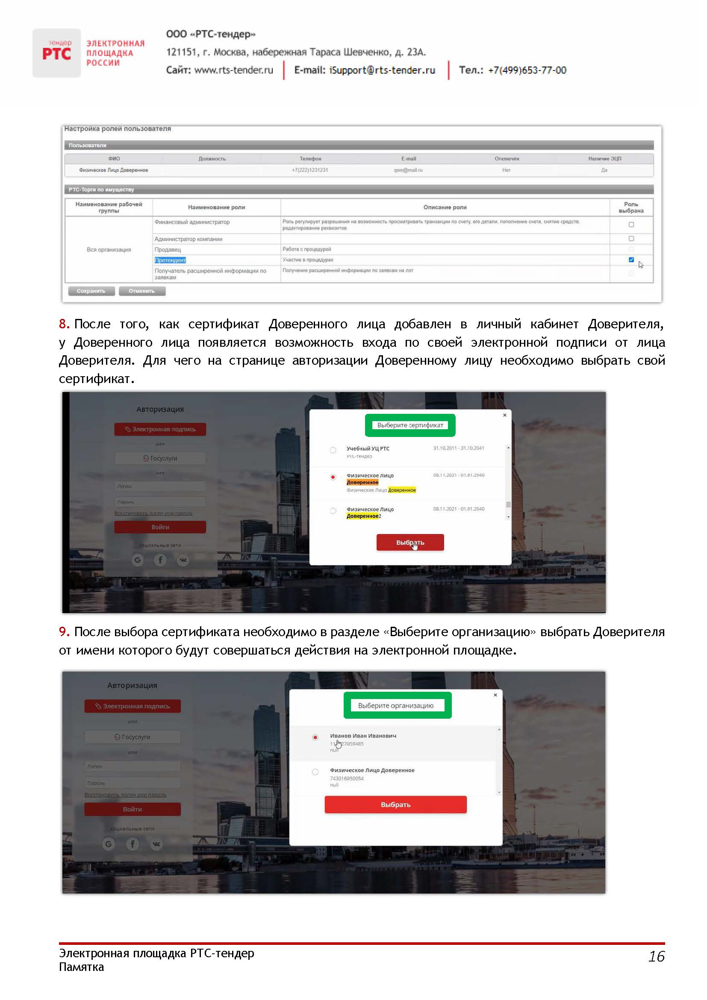 тендер
РТС
ЭЛЕКТРОННАЯ
ПЛОЩАДКА
РОССИИ
ООО «РТС-тендер»
121151, г. Москва, набережная Тараса Шевченко, д. 23А.
Сайт: www.rts-tender.ru E-mail: iSupport@rts-tender.ru Тел.: +7(499)653-77-00
Настройка ролей пользователя
Пользователи
ФИО Должность Телефон E-mail Отключён Наличие ЭЦП
Физическое Лицо Доверенное +7(222)1231231 qwe@mail.ru Нет Да
РТС-Торги по имуществу
Наименование рабочей группы Наименование роли Описание роли Роль выбрана
Финансовый администратор Роль регулирует разрешения на возможность просматривать транзакции по счету, его детали, пополнение счета, снятие средств,
редактирование реквизитов
Администратор компании
Вся организация Продавец Работа с процедурой
Претендент Участие в процедурах
Получатель расширенной информации по Получение расширенной информации по заявкам на лот
заявкам
Сохранить Отменить
8. После того, как сертификат Доверенного лица добавлен в личный кабинет Доверителя,
у Доверенного лица появляется возможность входа по своей электронной подписи от лица
Доверителя. Для чего на странице авторизации Доверенному лицу необходимо выбрать свой
сертификат.
Авторизация
Электронная подпись
или
Госуслуги
или
Логин
Пароль
Восстановить логин или пароль
Войти
социальные сети
Выберите сертификат
Учебный УЦ РТС 31.10.2011 - 31.10.2041
РТС-тендер
Физическое Лицо 08.11.2021 - 01.01.2040
Доверенное
Физическое Лицо Доверенное
Физическое Лицо 08.11.2021 - 01.01.2040
Доверенное2
Выбрать
9. После выбора сертификата необходимо в разделе «Выберите организацию» выбрать Доверителя
от имени которого будут совершаться действия на электронной площадке.
Авторизация
Электронная подпись
или
Госуслуги
или
Логин
Пароль
Восстановить логин или пароль
Войти
социальные сети
Выберите организацию
Иванов Иван Иванович
null
Физическое Лицо Доверенное
743016950054
null
Выбрать
Электронная площадка РТС-тендер
Памятка
16